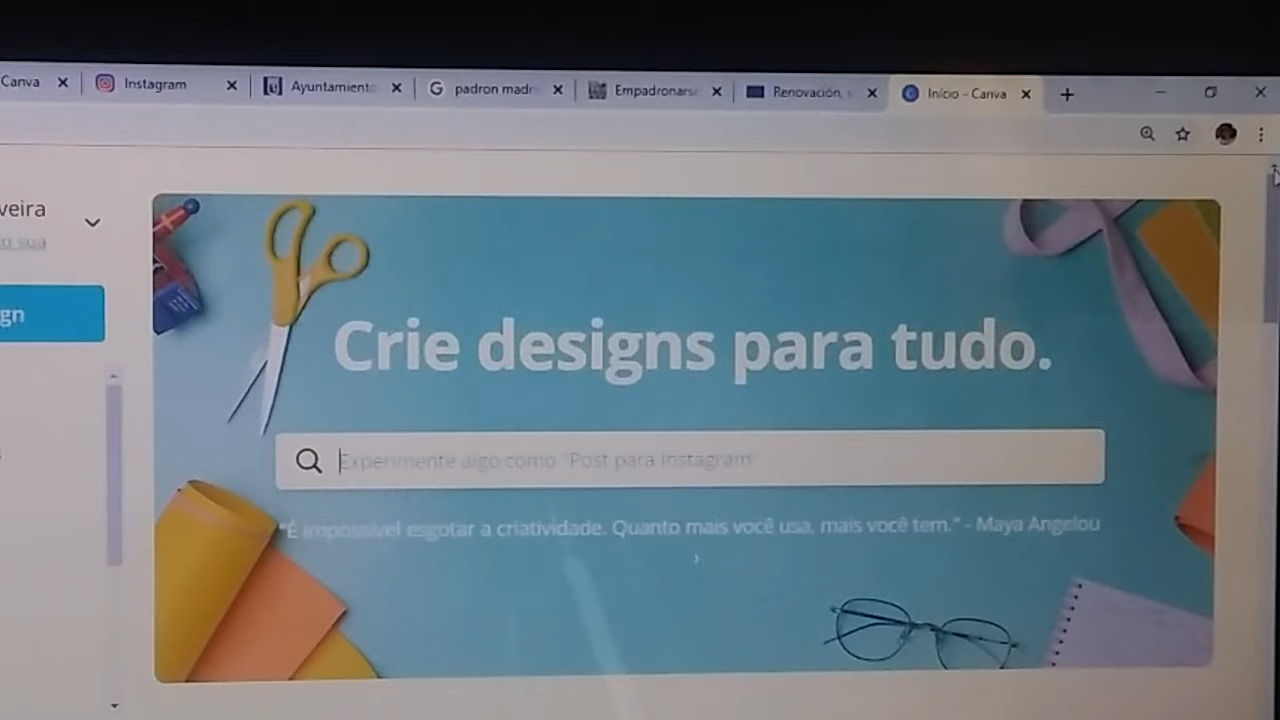 Canva
Instagram
Ayuntamiento
padron madr
Empadronarse
Renovación, s
Início - Canva
veira
o sua
gn
Crie designs para tudo.
Experimente algo como "Post para Instagram"
"É impossível esgotar a criatividade. Quanto mais você usa, mais você tem." - Maya Angelou